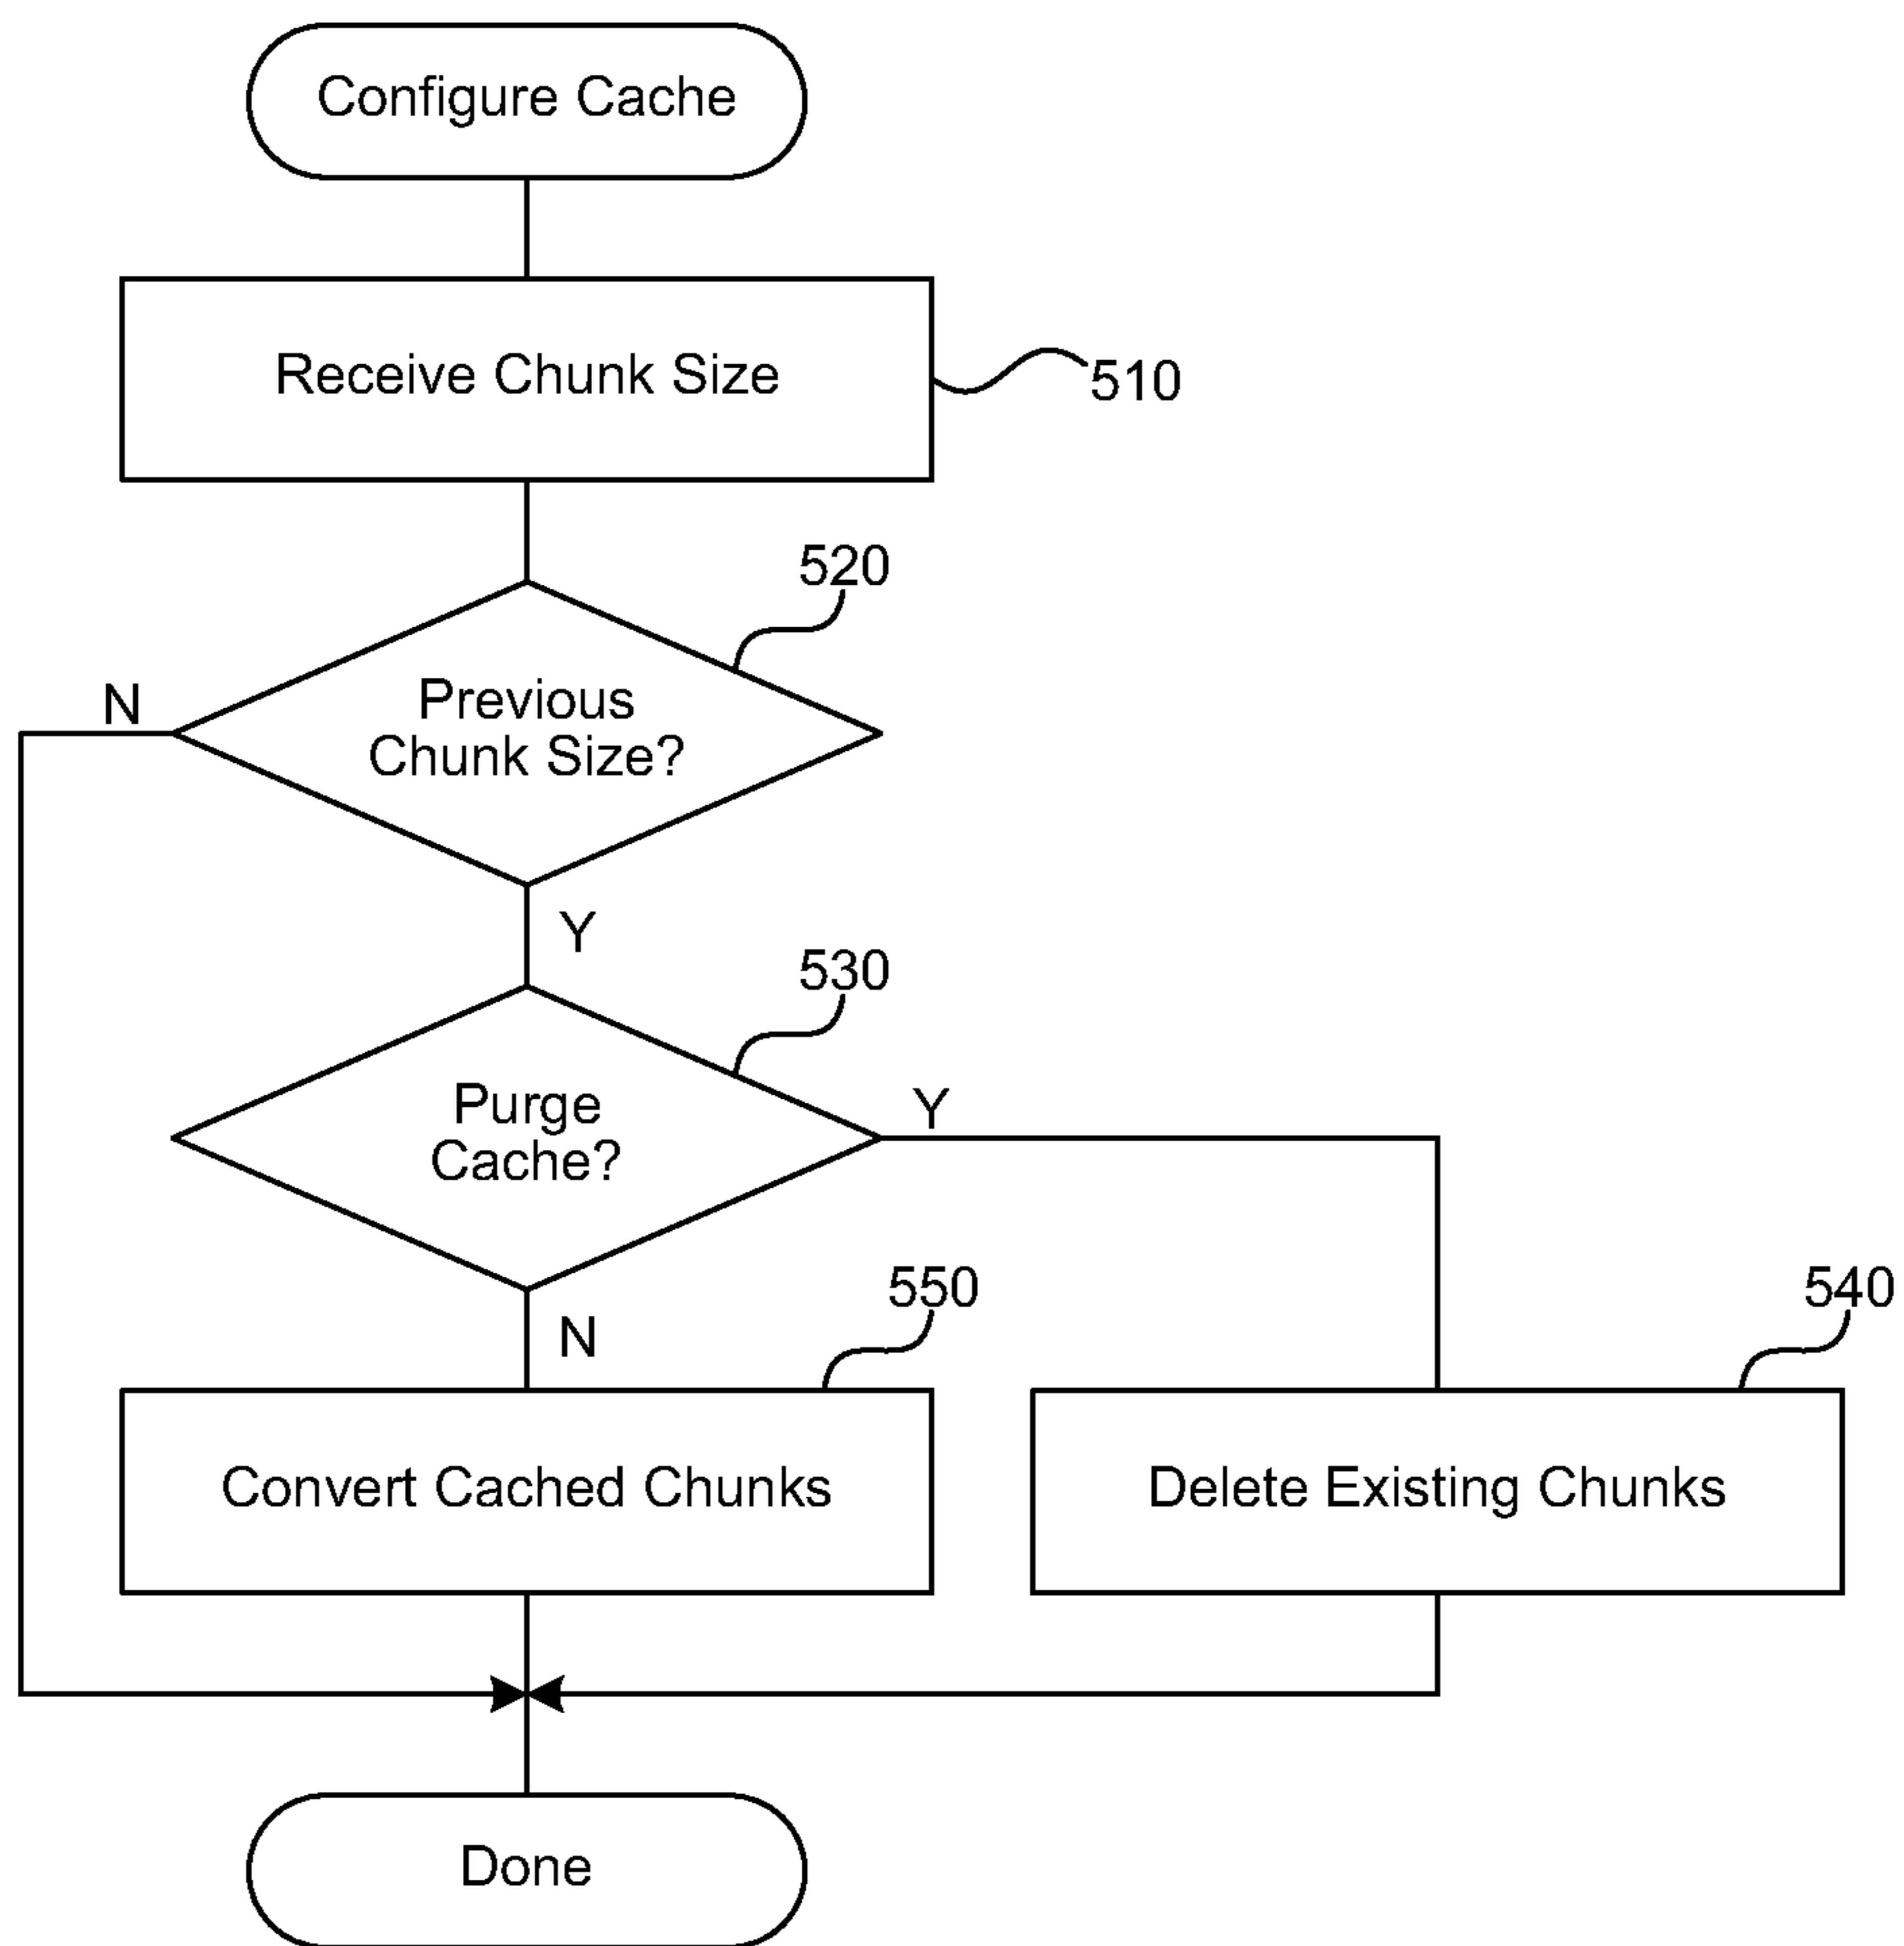 Configure Cache
Receive Chunk Size
510
520
Previous
Chunk Size?
N
Y
530
Purge
Cache?
Y
N
550
540
Convert Cached Chunks
Delete Existing Chunks
Done